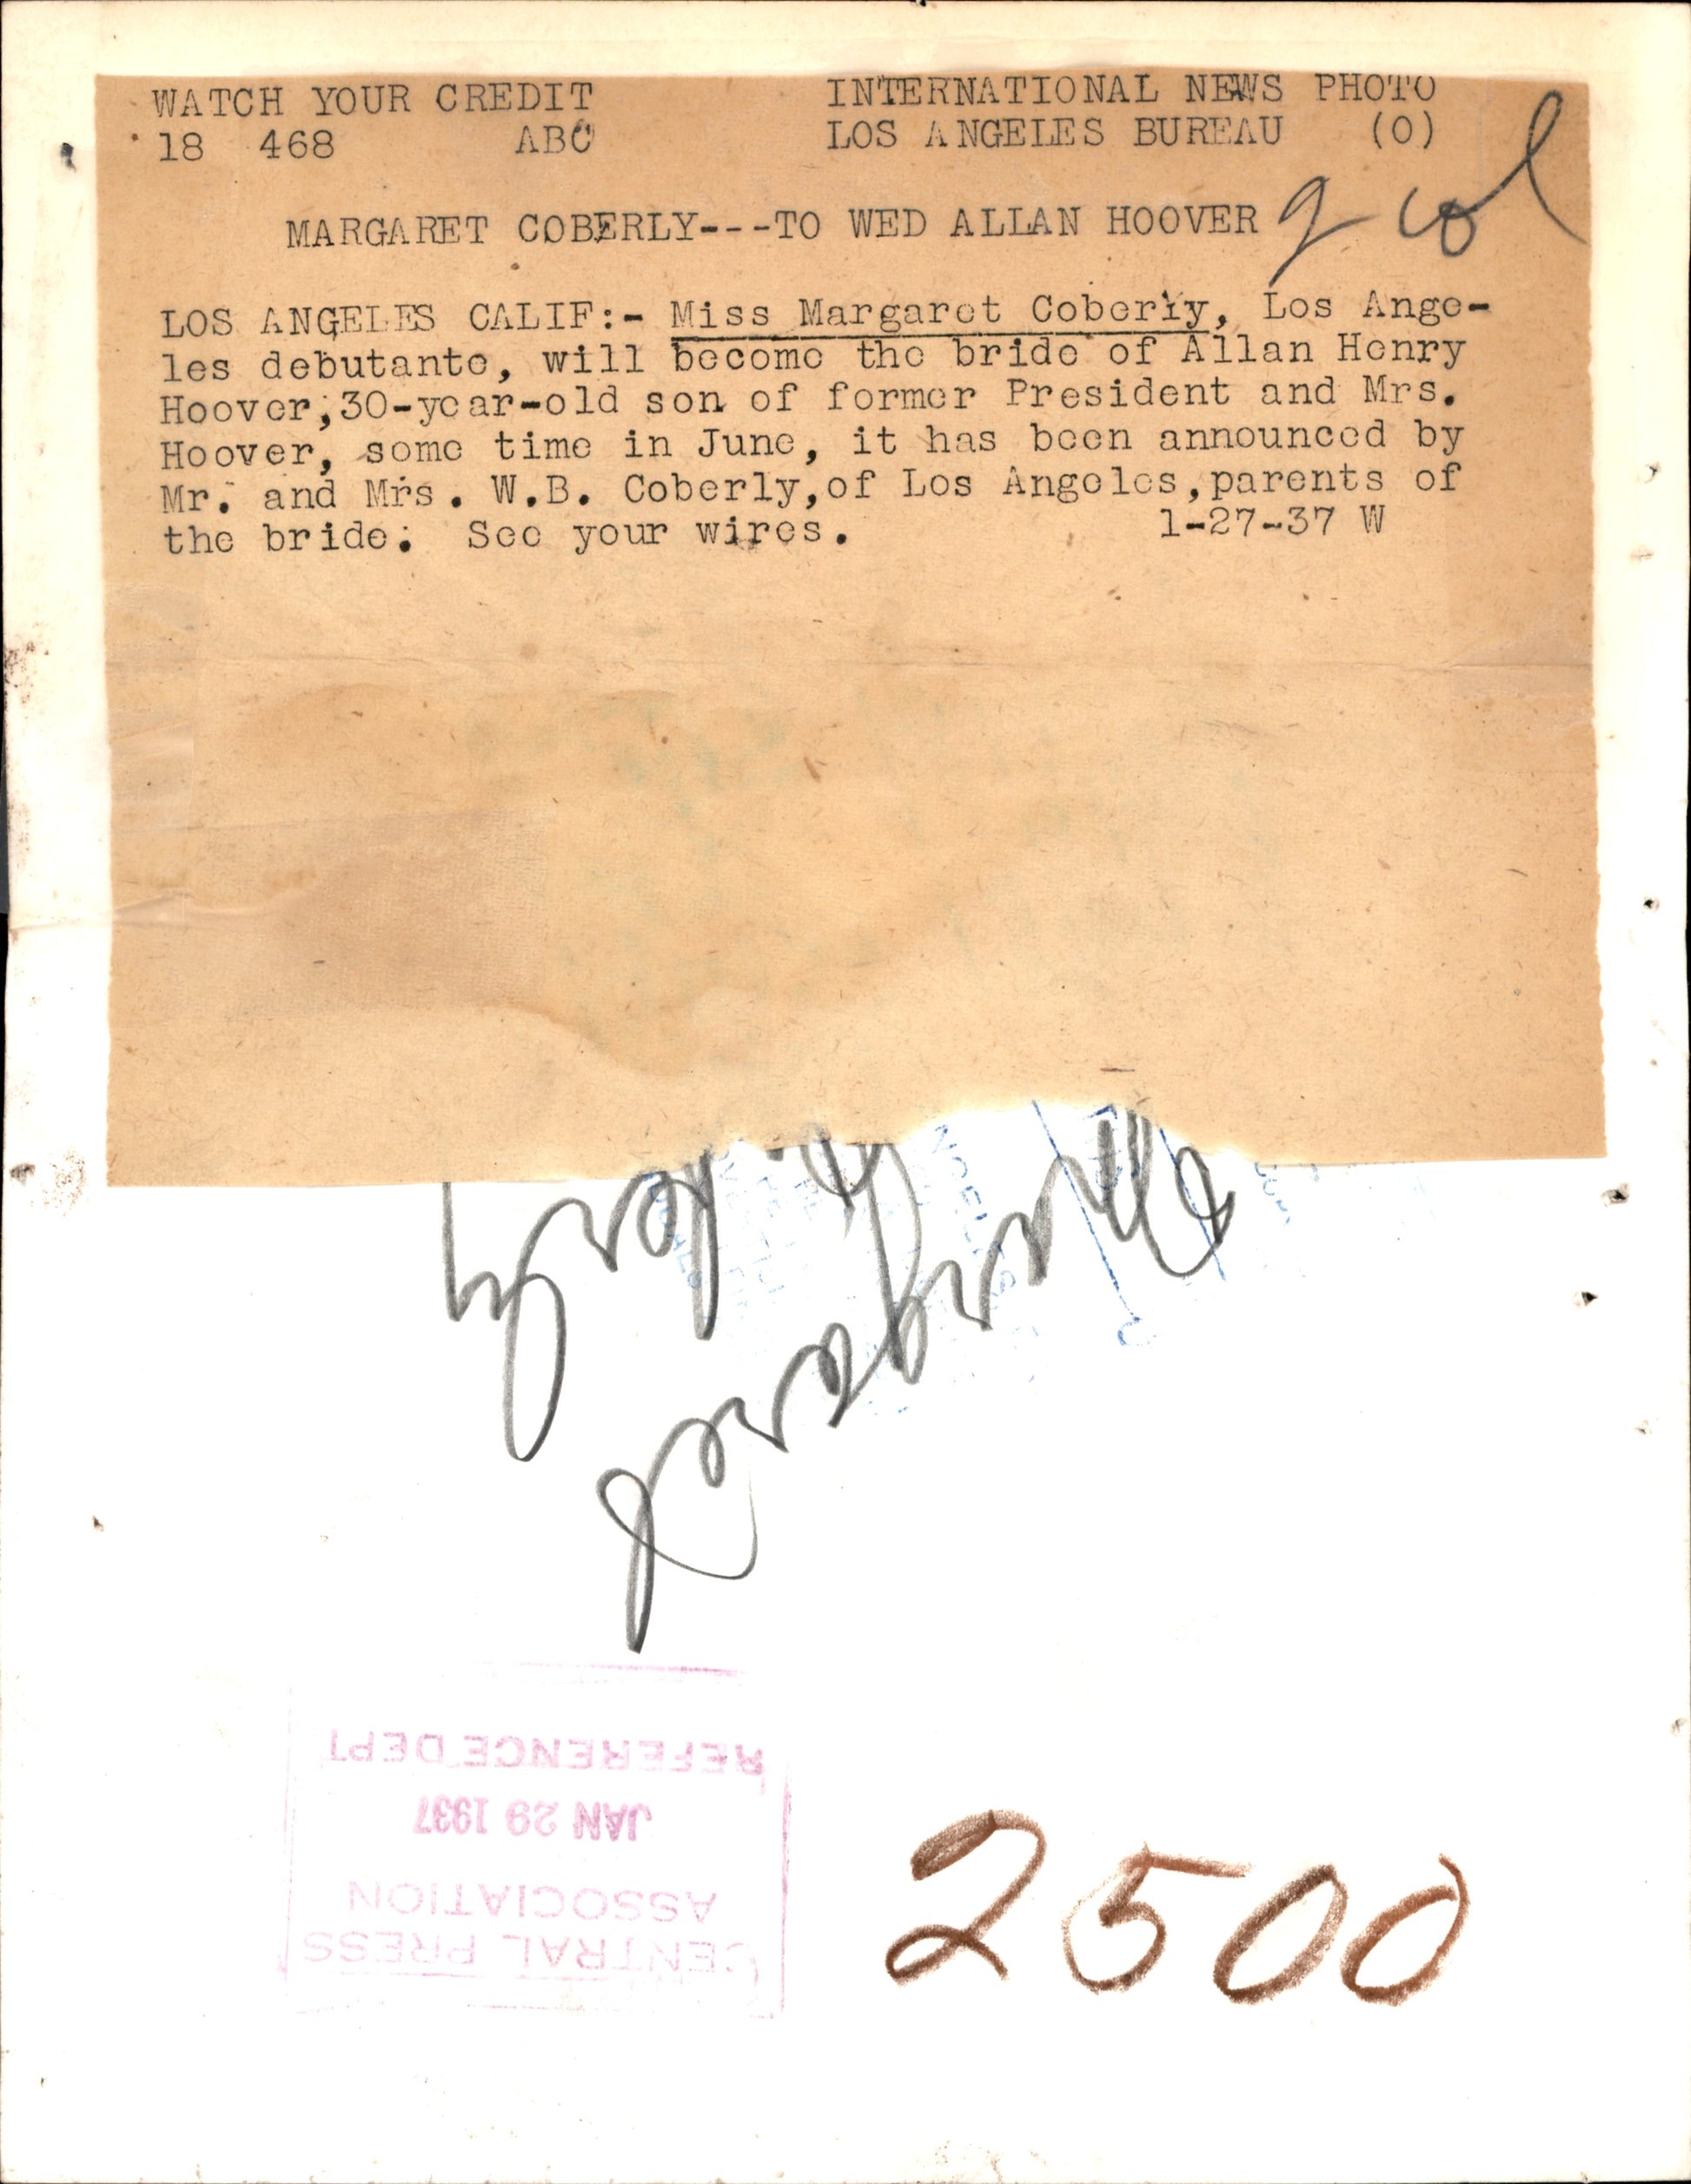 WATCH YOUR CREDIT INTERNATIONAL NEWS PHOTO
18 468 ABC LOS ANGELES BUREAU (O)
MARGARET COBERLY---TO WED ALLAN HOOVER
2 col
LOS ANGELES CALIF:- Miss Margaret Coberly, Los Ange-
les debutante, will become the bride of Allan Henry
Hoover, 30-year-old son of former President and Mrs.
Hoover, some time in June, it has been announced by
Mr. and Mrs. W.B. Coberly, of Los Angeles, parents of
the bride. See your wires. 1-27-37 W
Margaret
CENTRAL PRESS
ASSOCIATION
JAN 29 1937
REFERENCE DEPT
2500